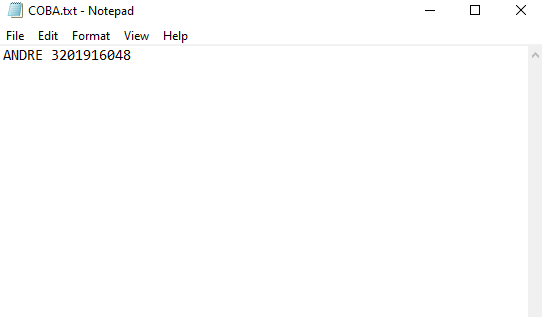 COBA.txt - Notepad
File Edit Format View Help
ANDRE 3201916048